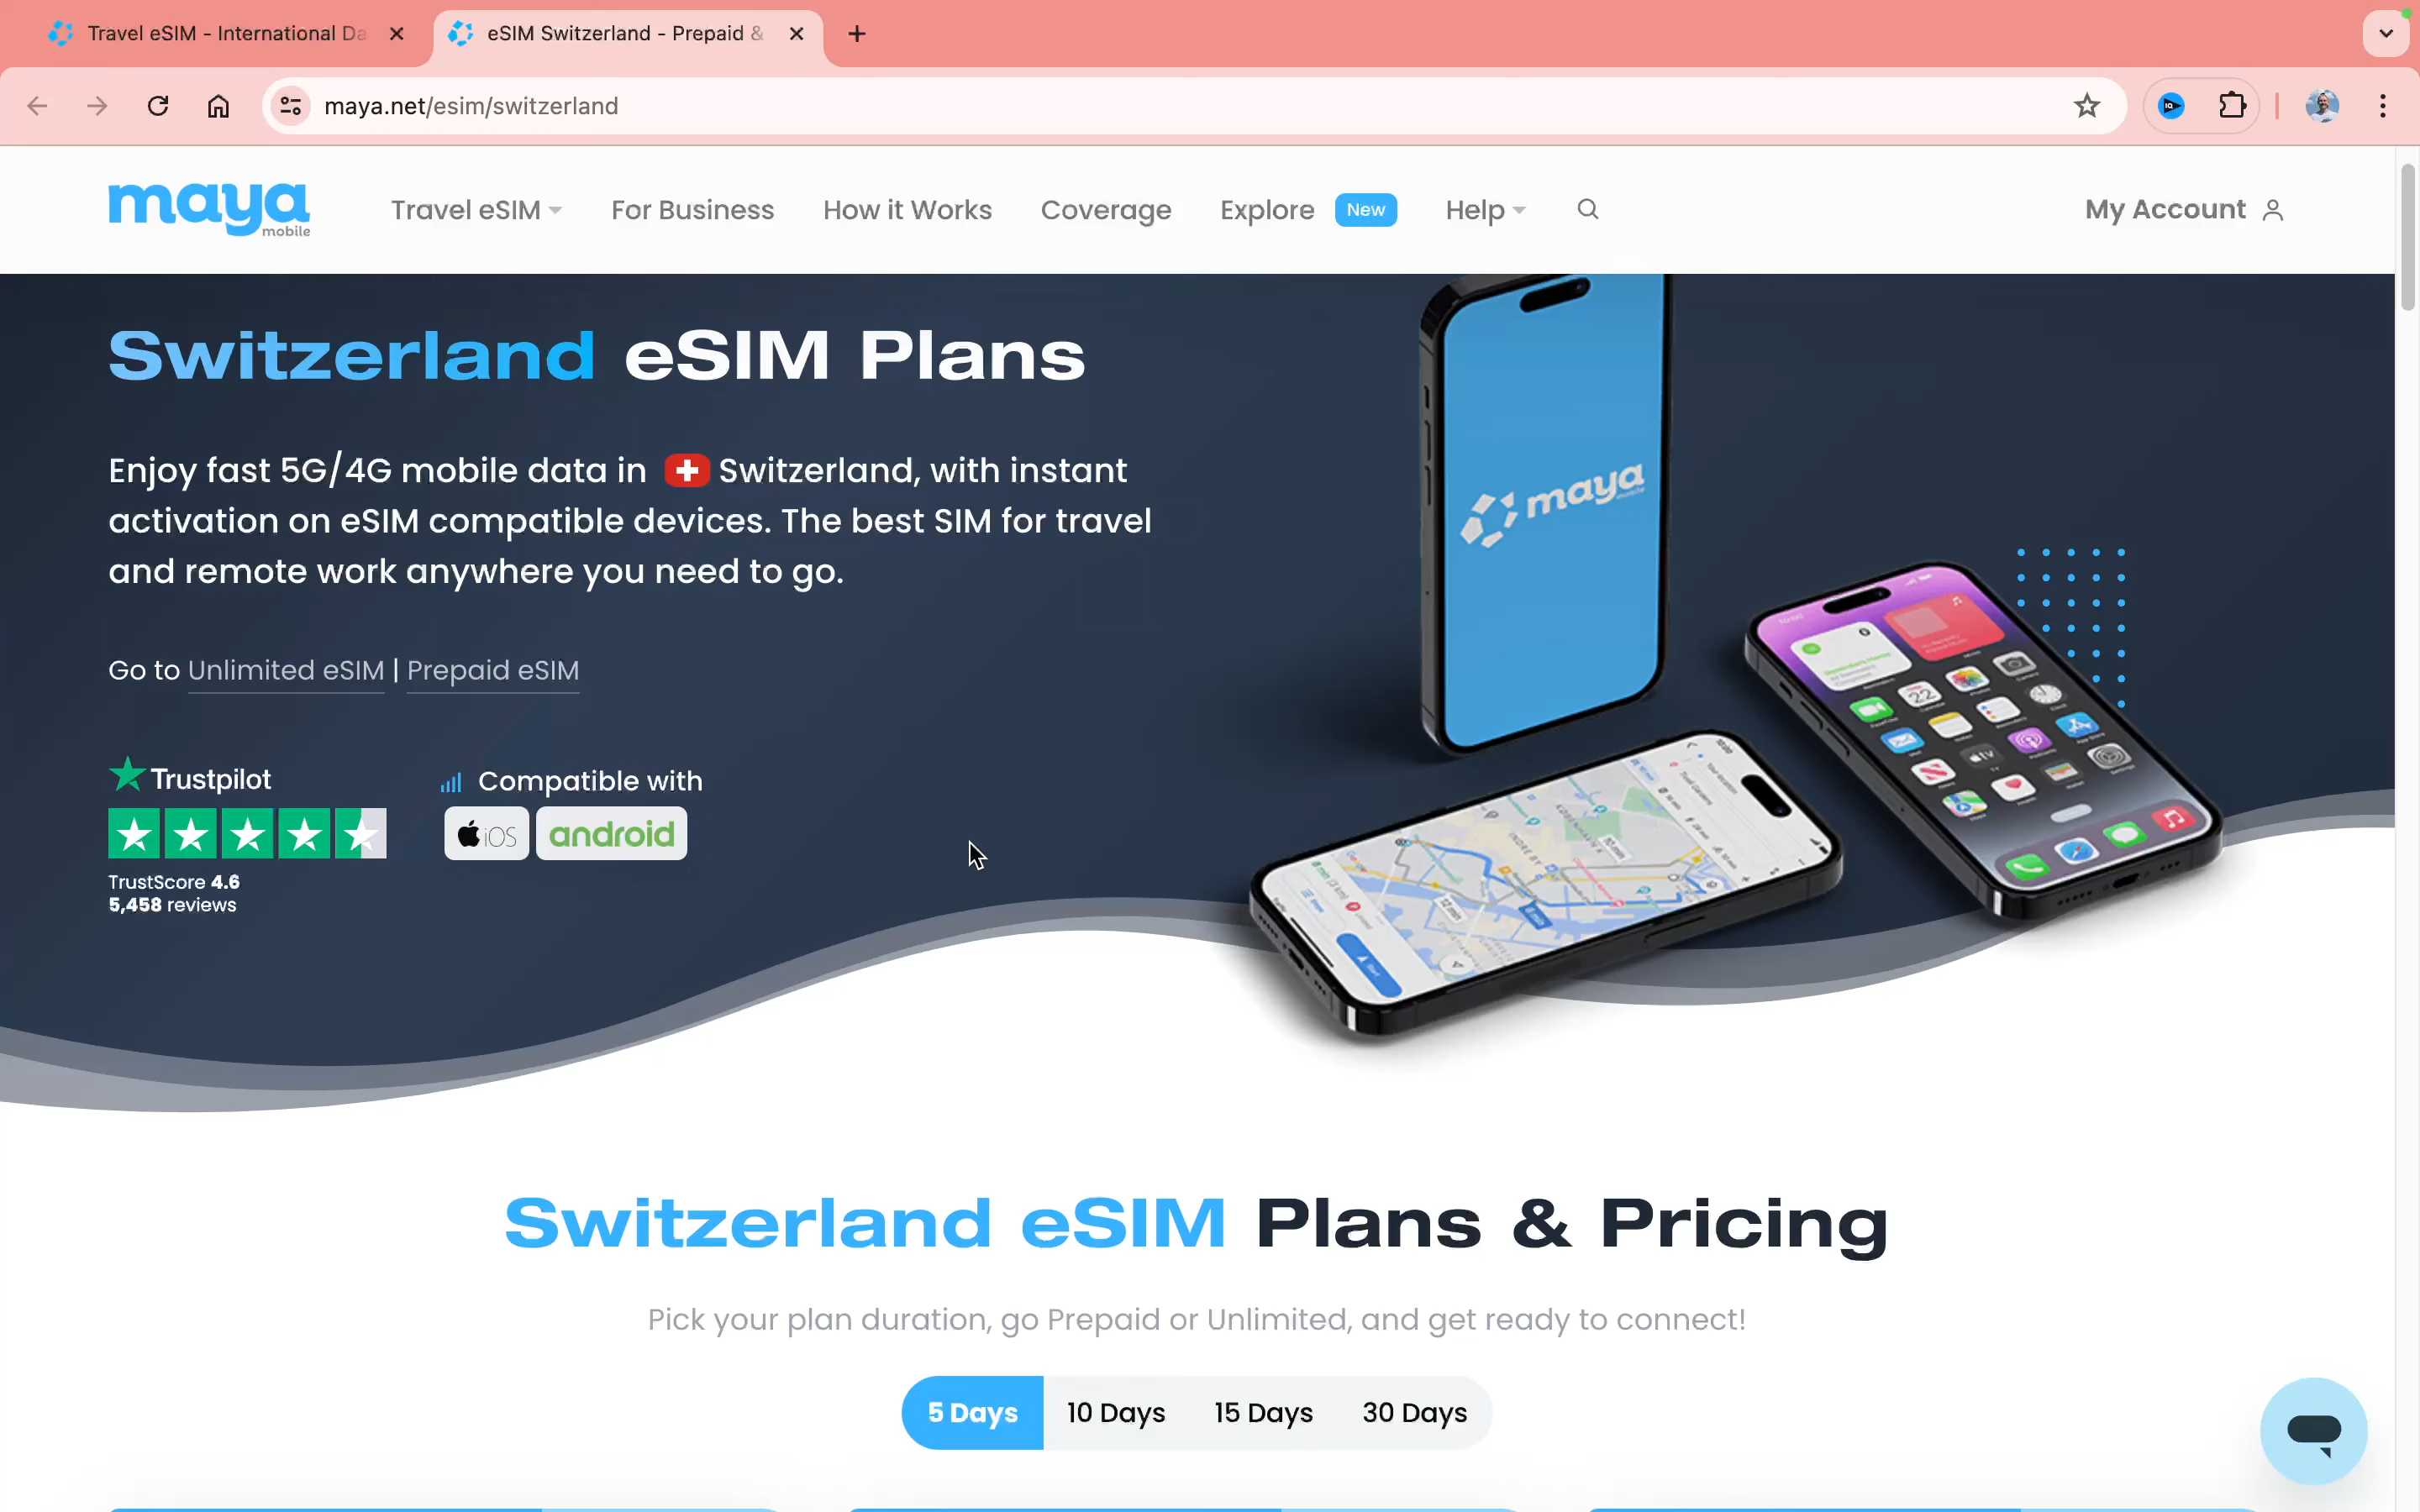 Travel eSIM - International Da
eSIM Switzerland - Prepaid &
maya.net/esim/switzerland
maya
mobile
Travel eSIM
For Business
How it Works
Coverage
Explore
New
Help
My Account
Switzerland eSIM Plans
Enjoy fast 5G/4G mobile data in Switzerland, with instant
activation on eSIM compatible devices. The best SIM for travel
and remote work anywhere you need to go.
Go to Unlimited eSIM | Prepaid eSIM
Trustpilot
TrustScore 4.6
5,458 reviews
Compatible with
iOS
android
maya
Switzerland eSIM Plans & Pricing
Pick your plan duration, go Prepaid or Unlimited, and get ready to connect!
5 Days
10 Days
15 Days
30 Days